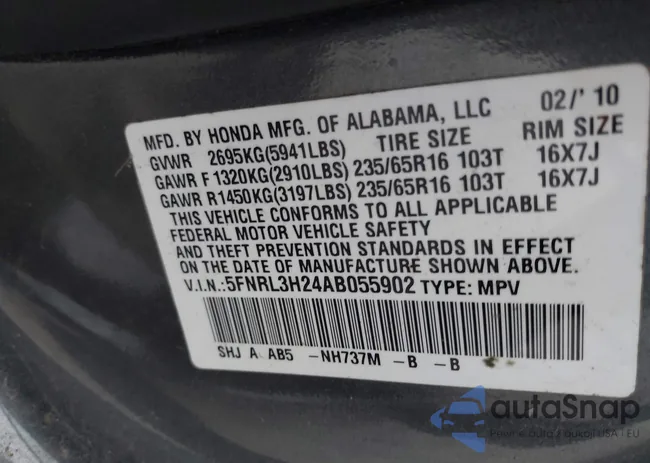 MFD. BY HONDA MFG. OF ALABAMA, LLC 02/' 10
GVWR 2695KG(5941LBS) TIRE SIZE RIM SIZE
GAWR F 1320KG(2910LBS) 235/65R16 103T 16X7J
GAWR R1450KG(3197LBS) 235/65R16 103T 16X7J
THIS VEHICLE CONFORMS TO ALL APPLICABLE
FEDERAL MOTOR VEHICLE SAFETY
AND THEFT PREVENTION STANDARDS IN EFFECT
ON THE DATE OF MANUFACTURE SHOWN ABOVE.
V.I.N.: 5FNRL3H24AB055902 TYPE: MPV
SHJ A AB5 -NH737M -B -B
autaSnap
USA - EU